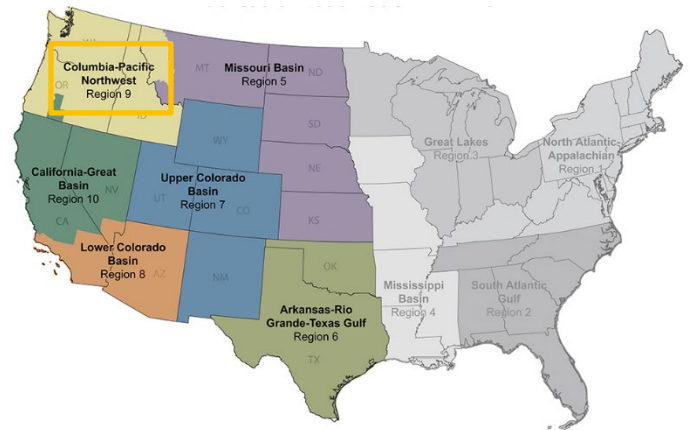 WA
Columbia-Pacific
Northwest
Region 9
OR
ID
MT
Missouri Basin
Region 5
ND
SD
WY
NE
Great Lakes
Region 3
North Atlantic-
Appalachian
Region 1
California-Great
Basin
Region 10
NV
CA
Upper Colorado
Basin
Region 7
UT
CO
KS
Lower Colorado
Basin
Region 8
AZ
NM
OK
Arkansas-Rio
Grande-Texas Gulf
Region 6
TX
Mississippi
Basin
Region 4
South Atlantic
Gulf
Region 2